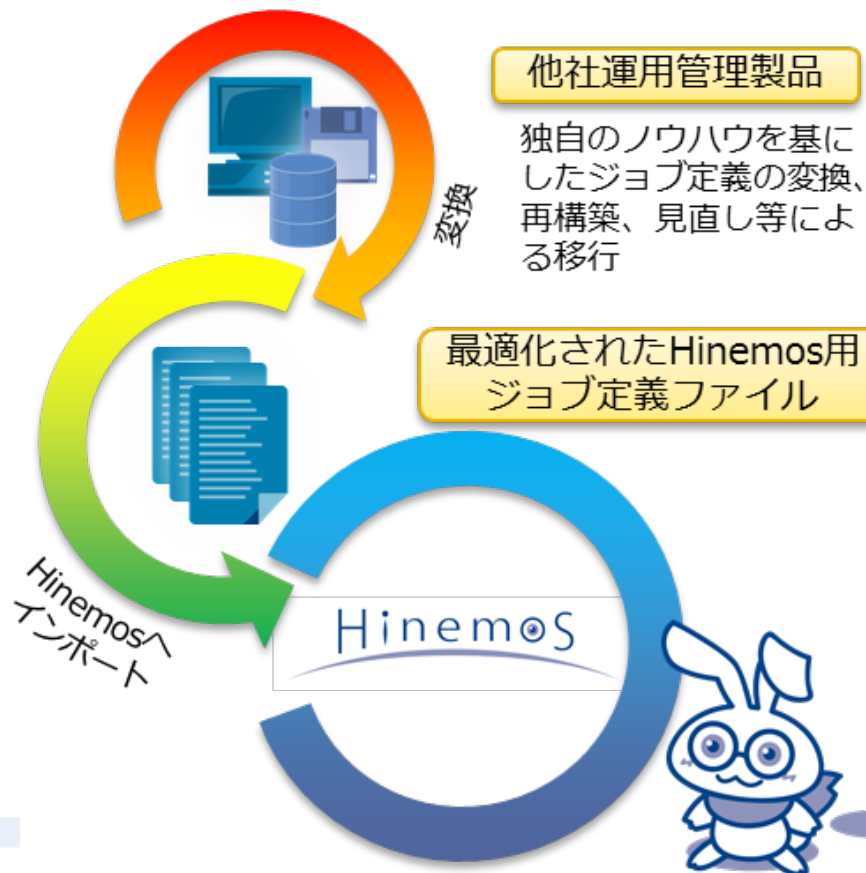 他社運用管理製品
独自のノウハウを基に
したジョブ定義の変換、
再構築、見直し等によ
る移行
変換
最適化されたHinemos用
ジョブ定義ファイル
Hinemosへ
インポート
Hinemos